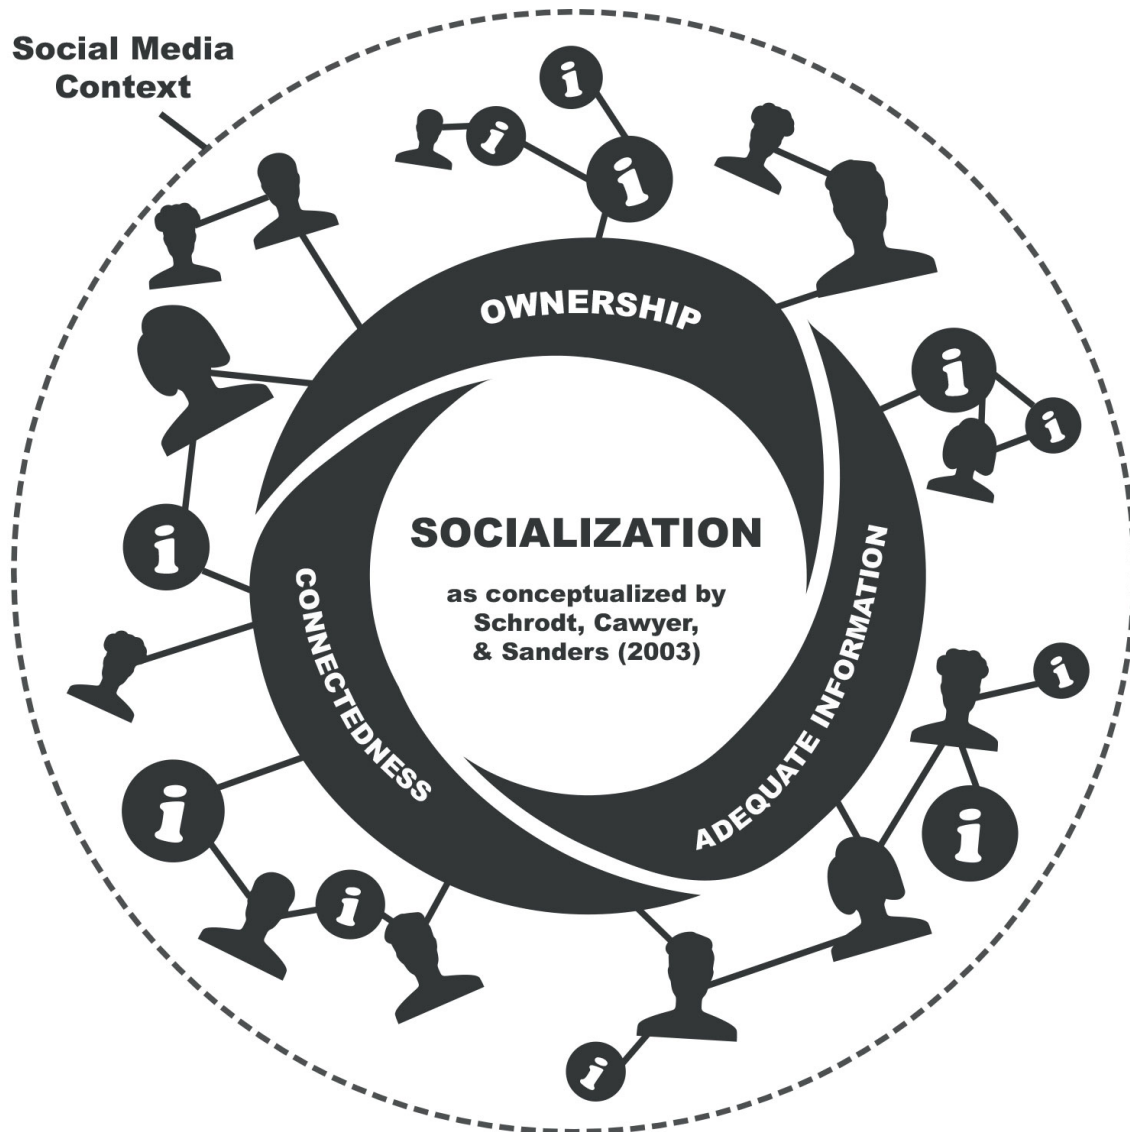 Social Media
Context
OWNERSHIP
SOCIALIZATION
as conceptualized by
Schrodt, Cawyer,
& Sanders (2003)
CONNECTEDNESS
ADEQUATE INFORMATION
i
i
i
i
i
i
i
i
i
i
i